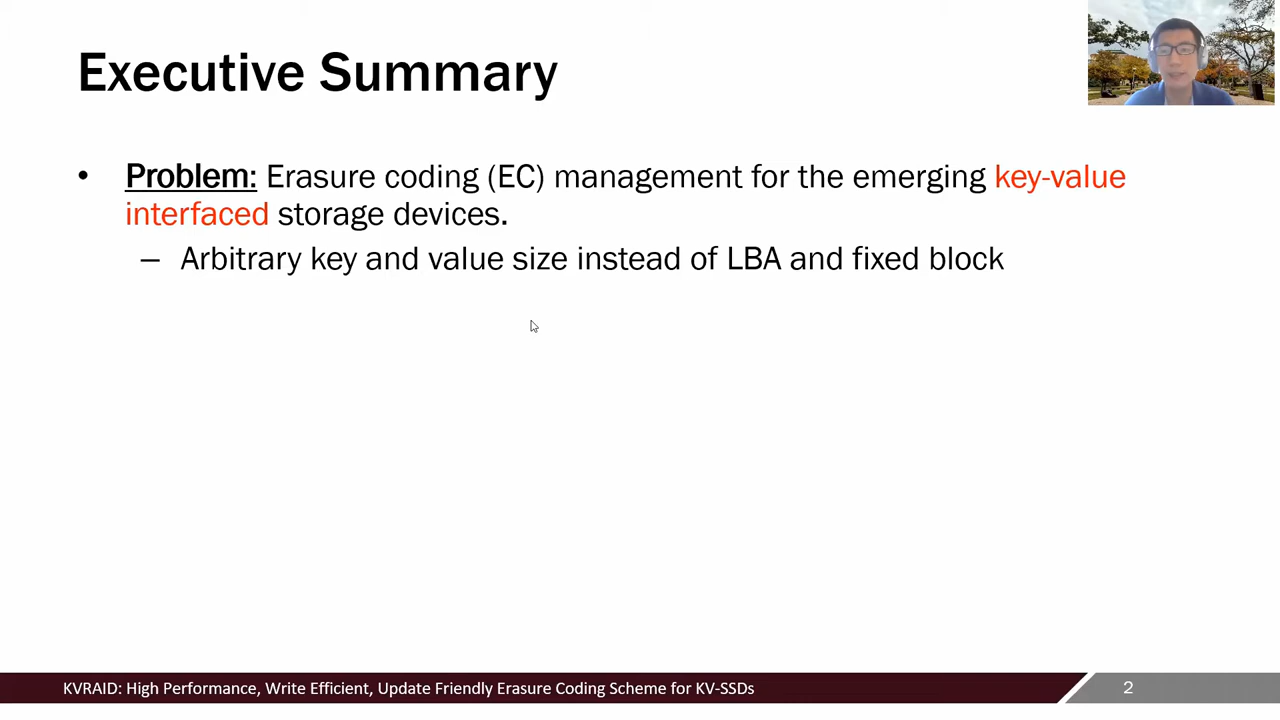 Executive Summary
• Problem: Erasure coding (EC) management for the emerging key-value
interfaced storage devices.
– Arbitrary key and value size instead of LBA and fixed block
KVRAID: High Performance, Write Efficient, Update Friendly Erasure Coding Scheme for KV-SSDs
2